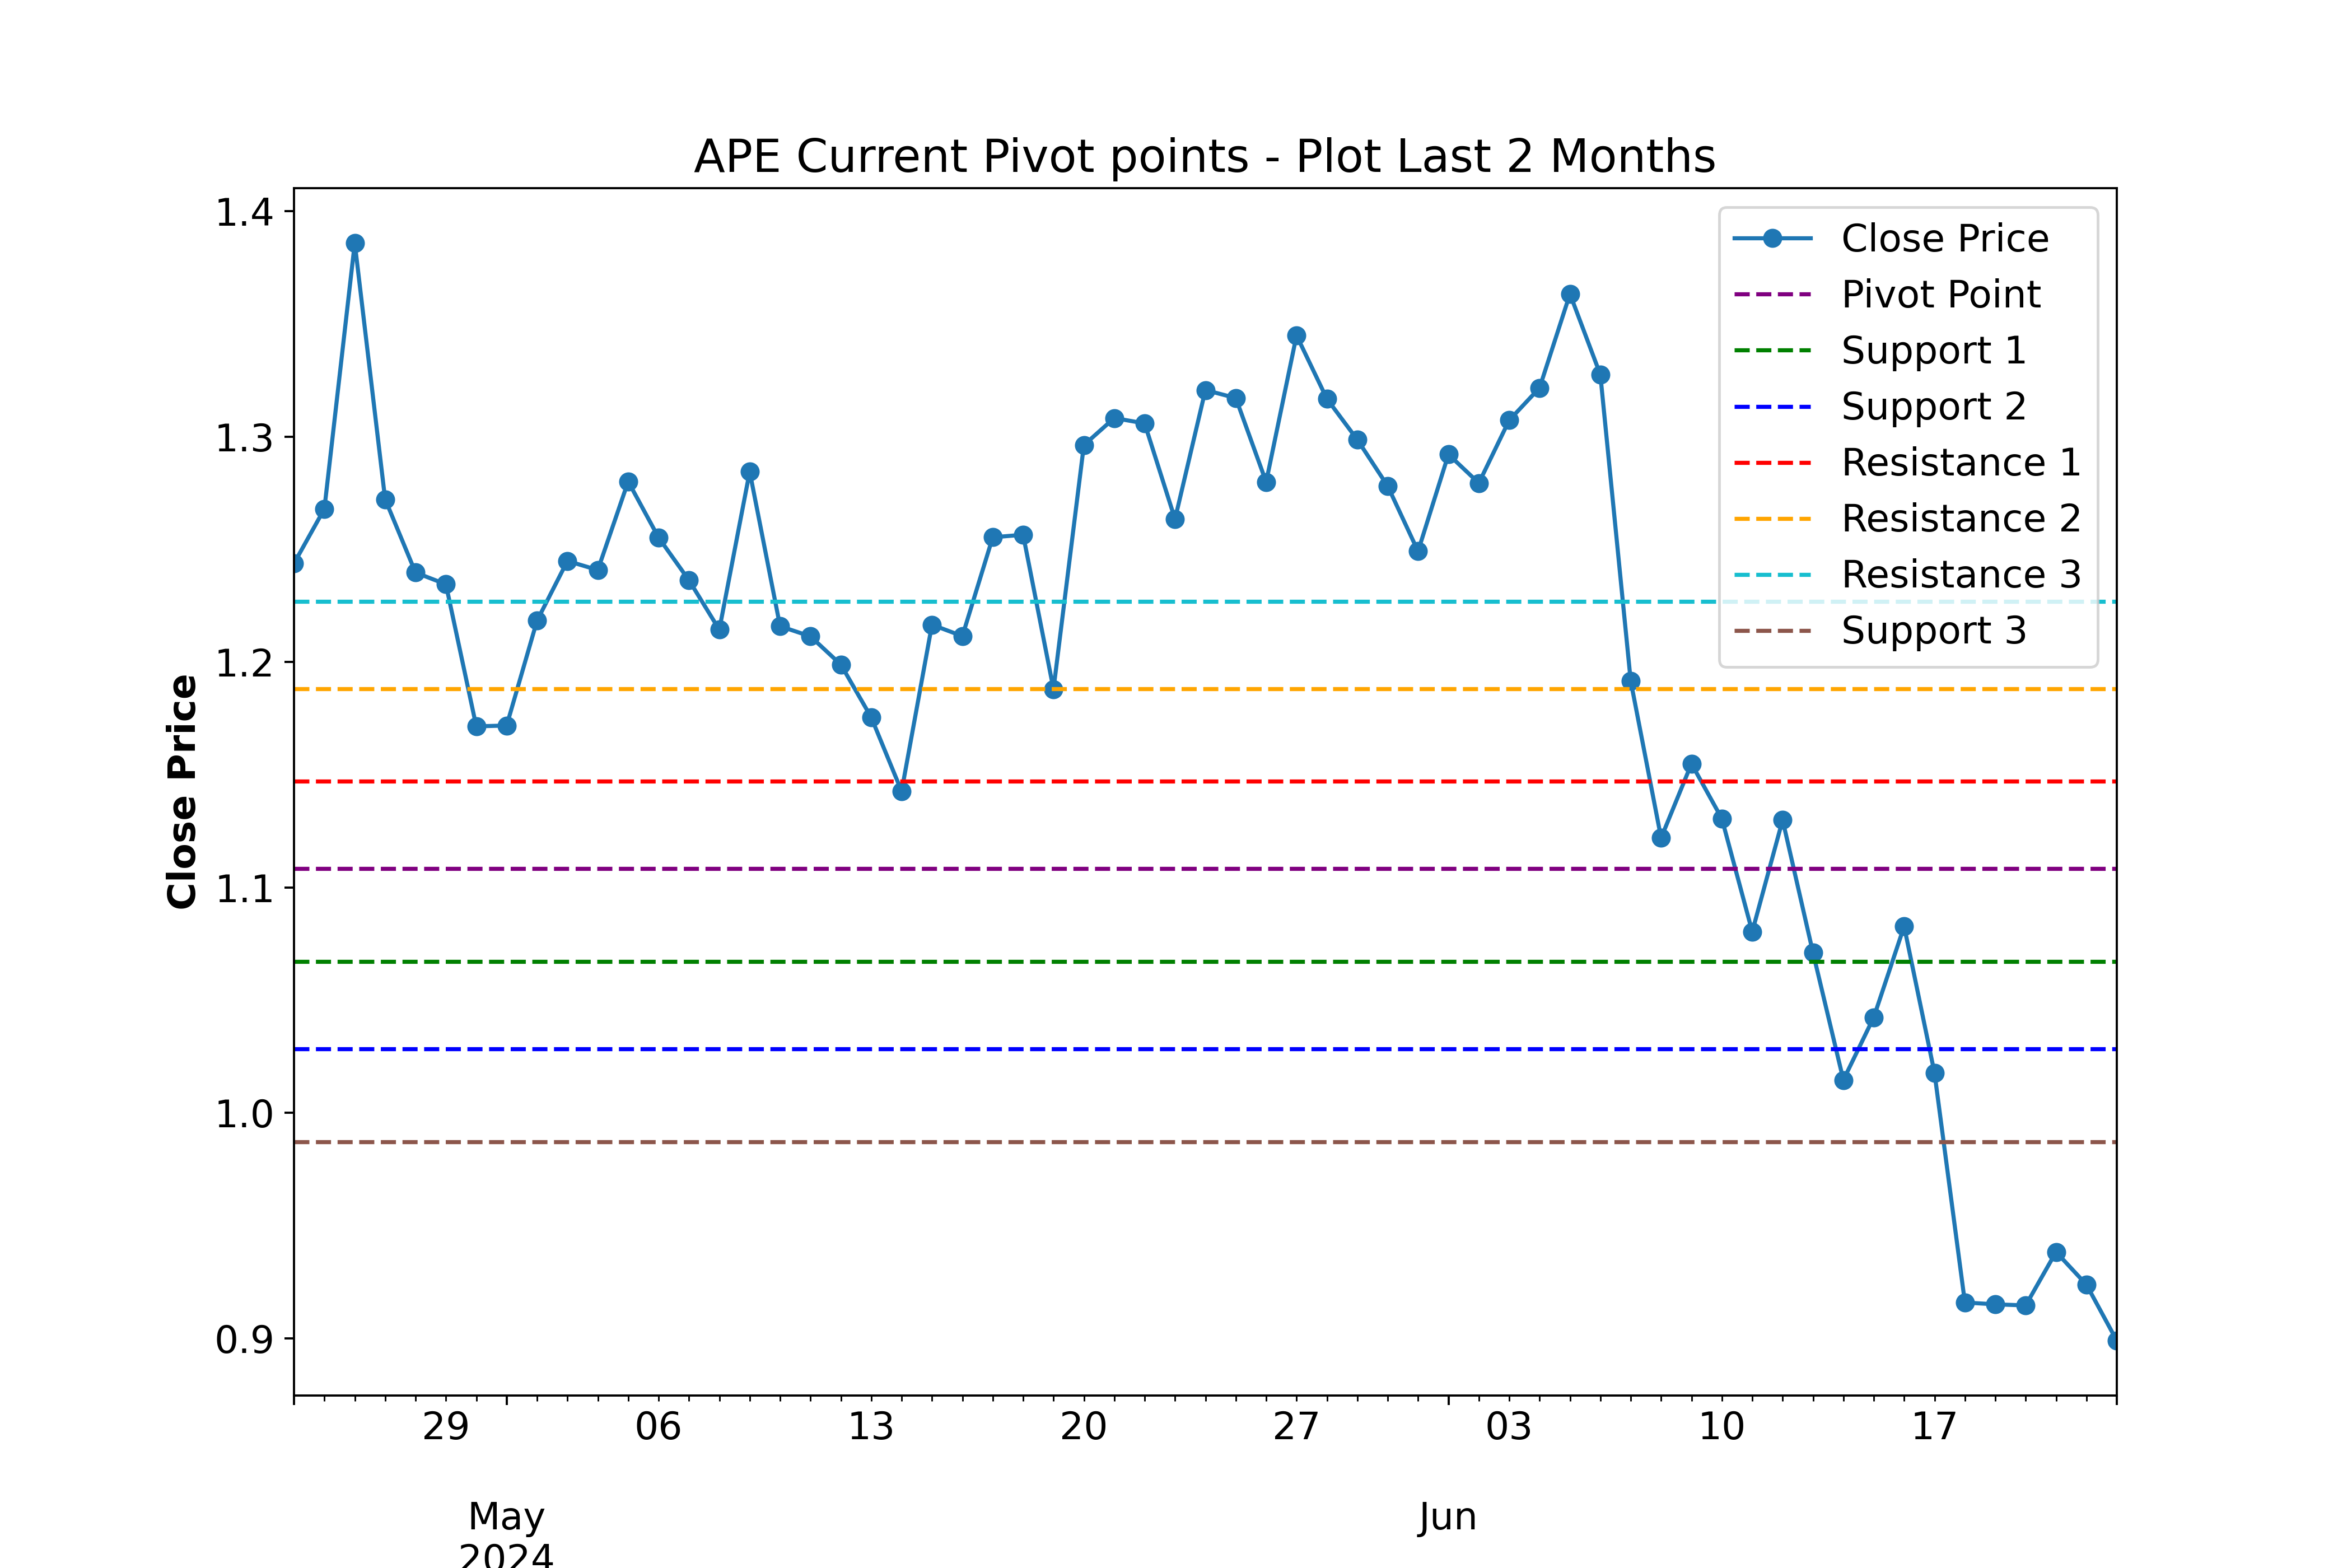 APE Current Pivot points - Plot Last 2 Months
1.4
1.3
1.2
1.1
1.0
0.9
Close Price
Close Price
Pivot Point
Support 1
Support 2
Resistance 1
Resistance 2
Resistance 3
Support 3
29 06 13 20 27 03 10 17
May Jun
2024